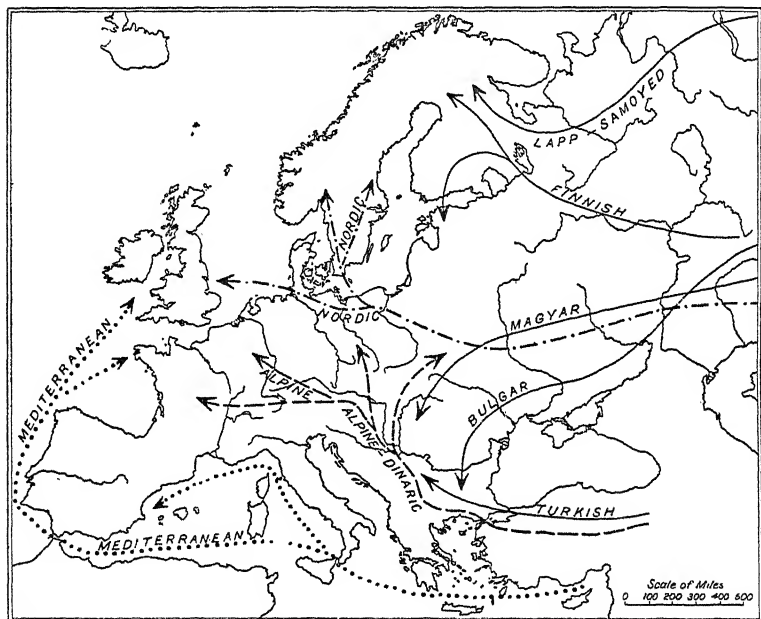 LAPP SAMOYED
FINNISH
NORDIC
NORDIC
MAGYAR
BULGAR
MEDITERRANEAN
ALPINE
ALPINE-DINARIC
TURKISH
MEDITERRANEAN
Scale of Miles
0 100 200 300 400 500